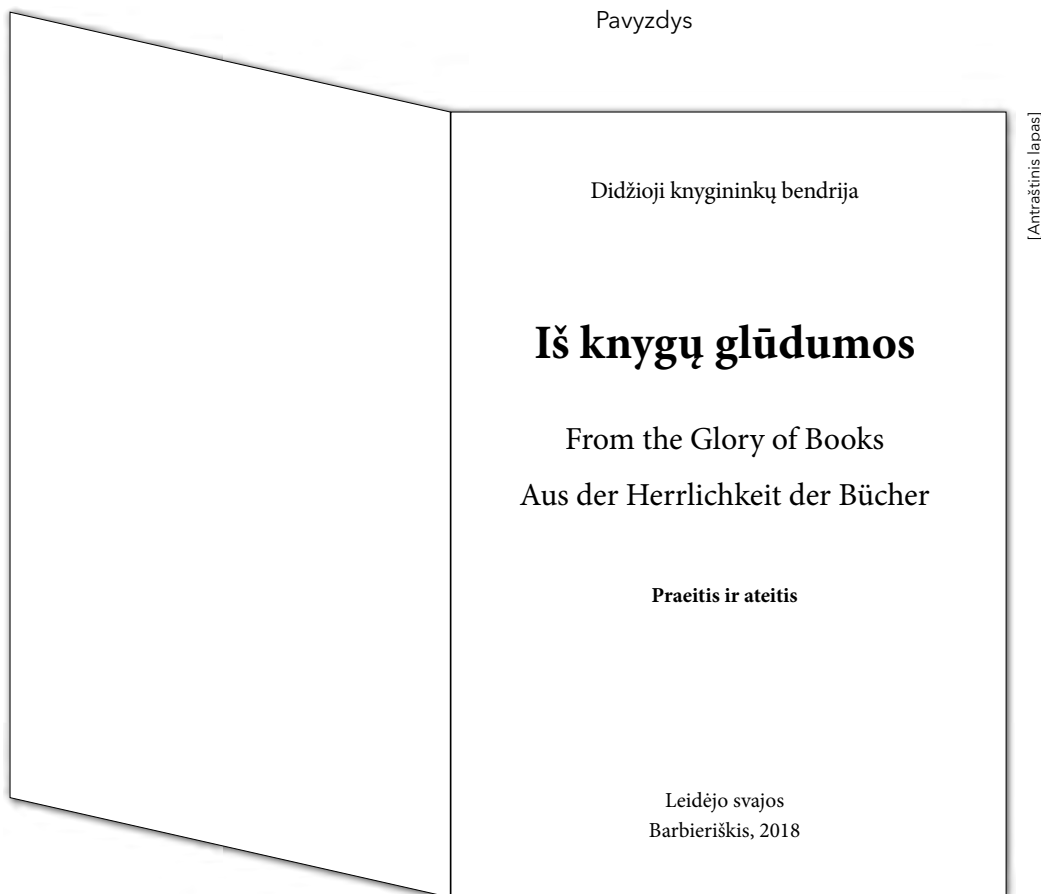 Pavyzdys
[Antraštinis lapas]
Didžioji knygininkų bendrija
Iš knygų glūdumos
From the Glory of Books
Aus der Herrlichkeit der Bücher
Praeitis ir ateitis
Leidėjo svajos
Barbieriškis, 2018